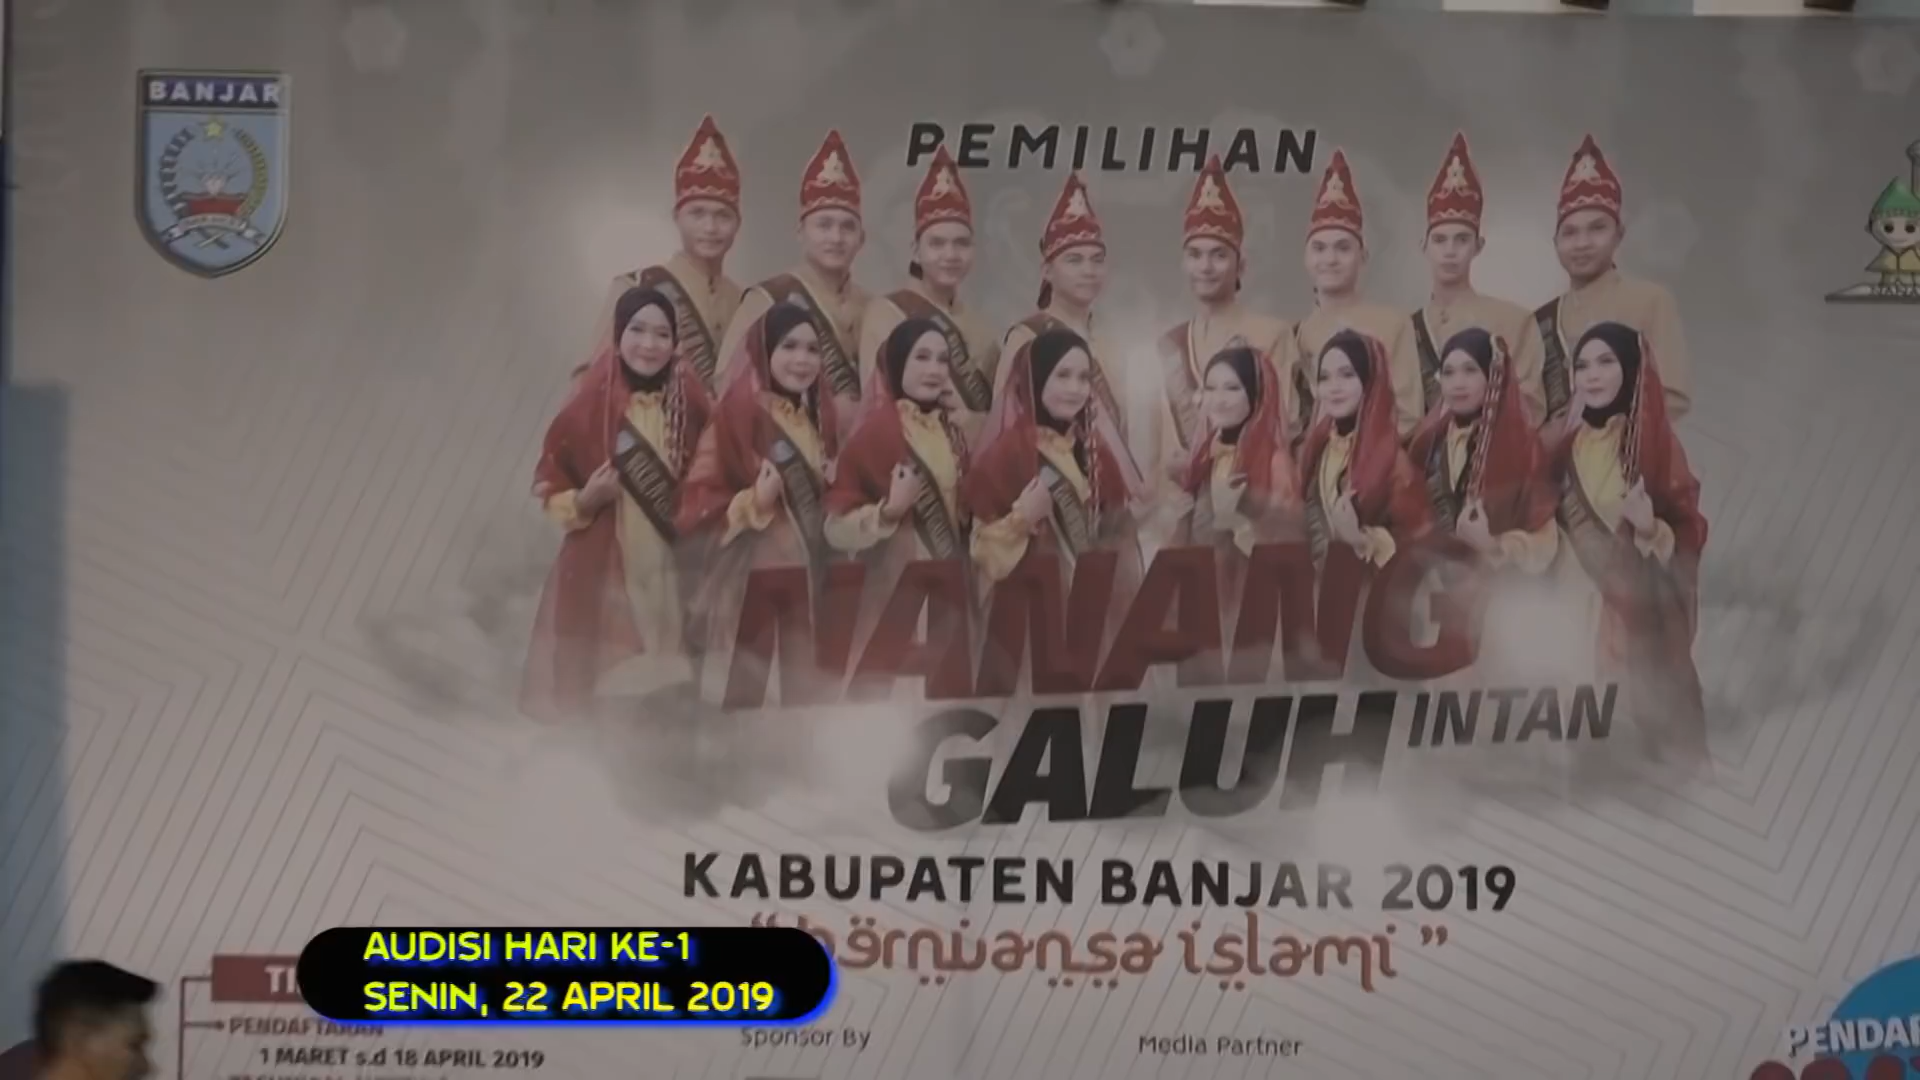 BANJAR
PEMILIHAN
NANANG
GALUH INTAN
KABUPATEN BANJAR 2019
"bernuansa islami"
AUDISI HARI KE-1
SENIN, 22 APRIL 2019
PENDAFTARAN
1 MARET s.d 18 APRIL 2019
Sponsor By
Media Partner